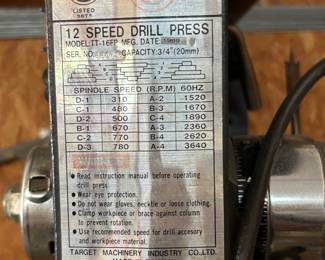 LISTED
12 SPEED DRILL PRESS
MODEL: TT-16FP MFG. DATE:
SER. NO. CAPACITY: 3/4" (20mm)
SPINDLE SPEED (R.P.M) 60HZ
D-1 310 A-2 1520
C-1 480 B-3 1670
D-2 500 C-4 1890
B-1 670 A-3 2360
C-2 770 B-4 2620
D-3 780 A-4 3640
• Read instruction manual before operating
drill press.
• Wear eye protection.
• Do not wear gloves, necktie or loose clothing.
• Clamp workpiece or brace against column
to prevent rotation.
• Use recommended speed for drill accesory
and workpiece material.
TARGET MACHINERY INDUSTRY CO.,LTD.